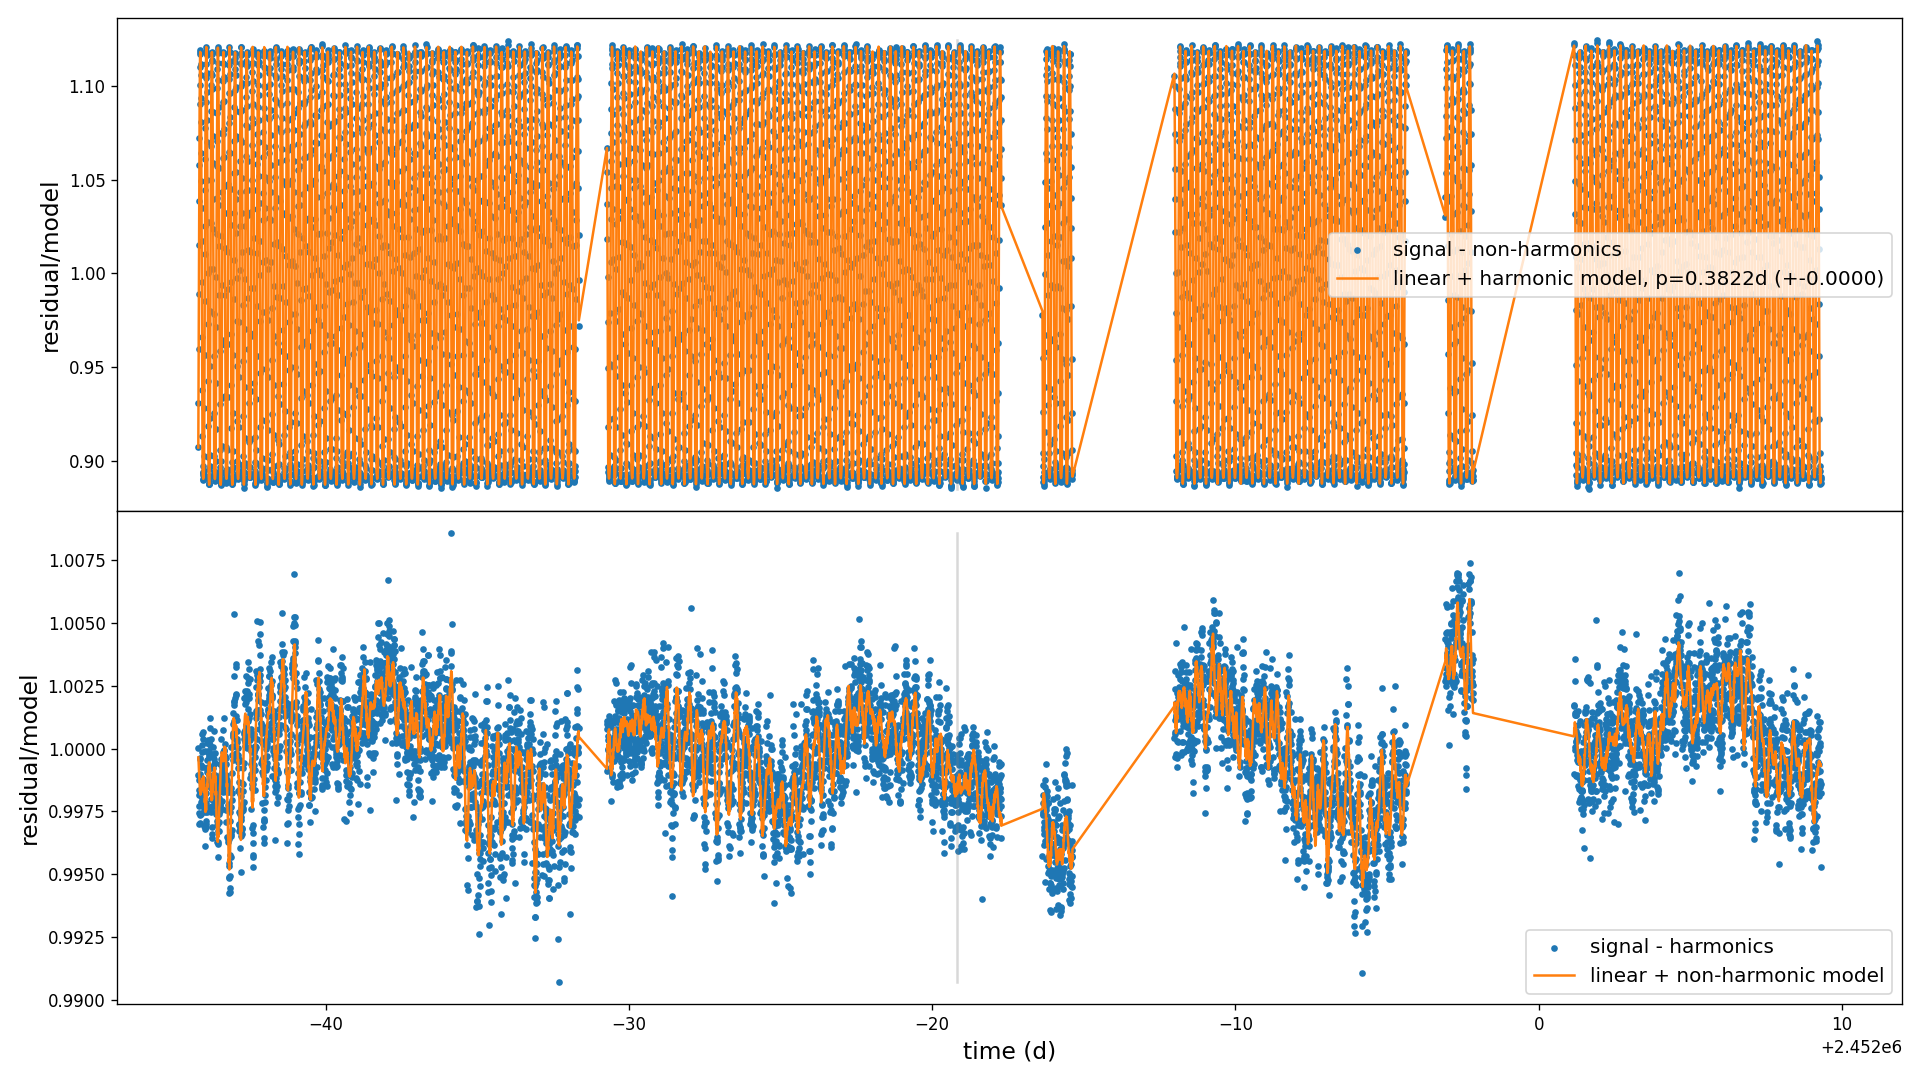 1.10
1.05
1.00
0.95
0.90
residual/model
signal - non-harmonics
linear + harmonic model, p=0.3822d (+-0.0000)
1.0075
1.0050
1.0025
1.0000
0.9975
0.9950
0.9925
0.9900
residual/model
signal - harmonics
linear + non-harmonic model
−40 −30 −20 −10 0 10
time (d)
+2.452e6